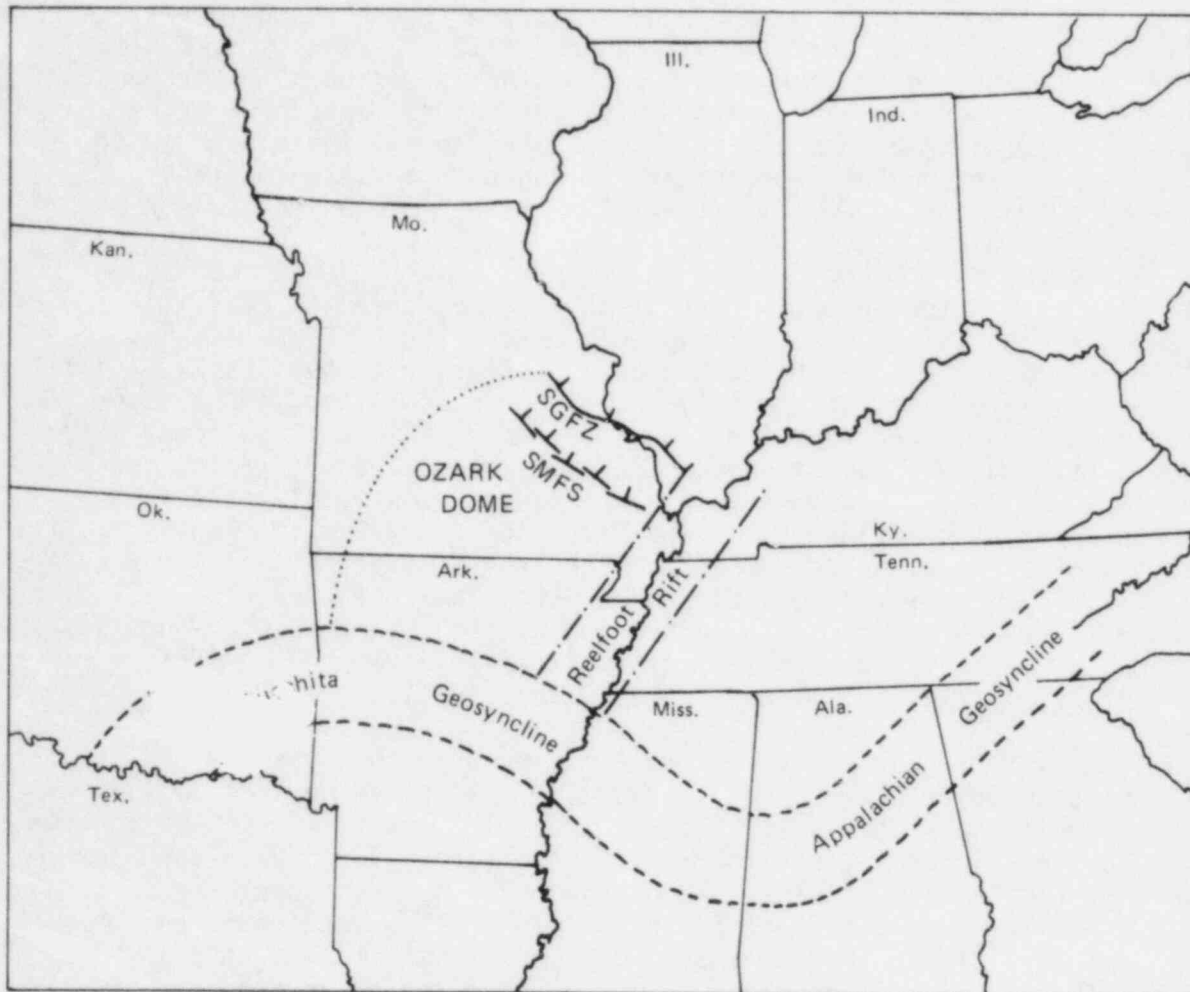 Ill.
Ind.
Mo.
Kan.
SGFZ
SMFS
OZARK
DOME
Ok.
Ky.
Tenn.
Ark.
Reelfoot Rift
Geosyncline
Miss.
Ala.
Appalachian Geosyncline
Tex.